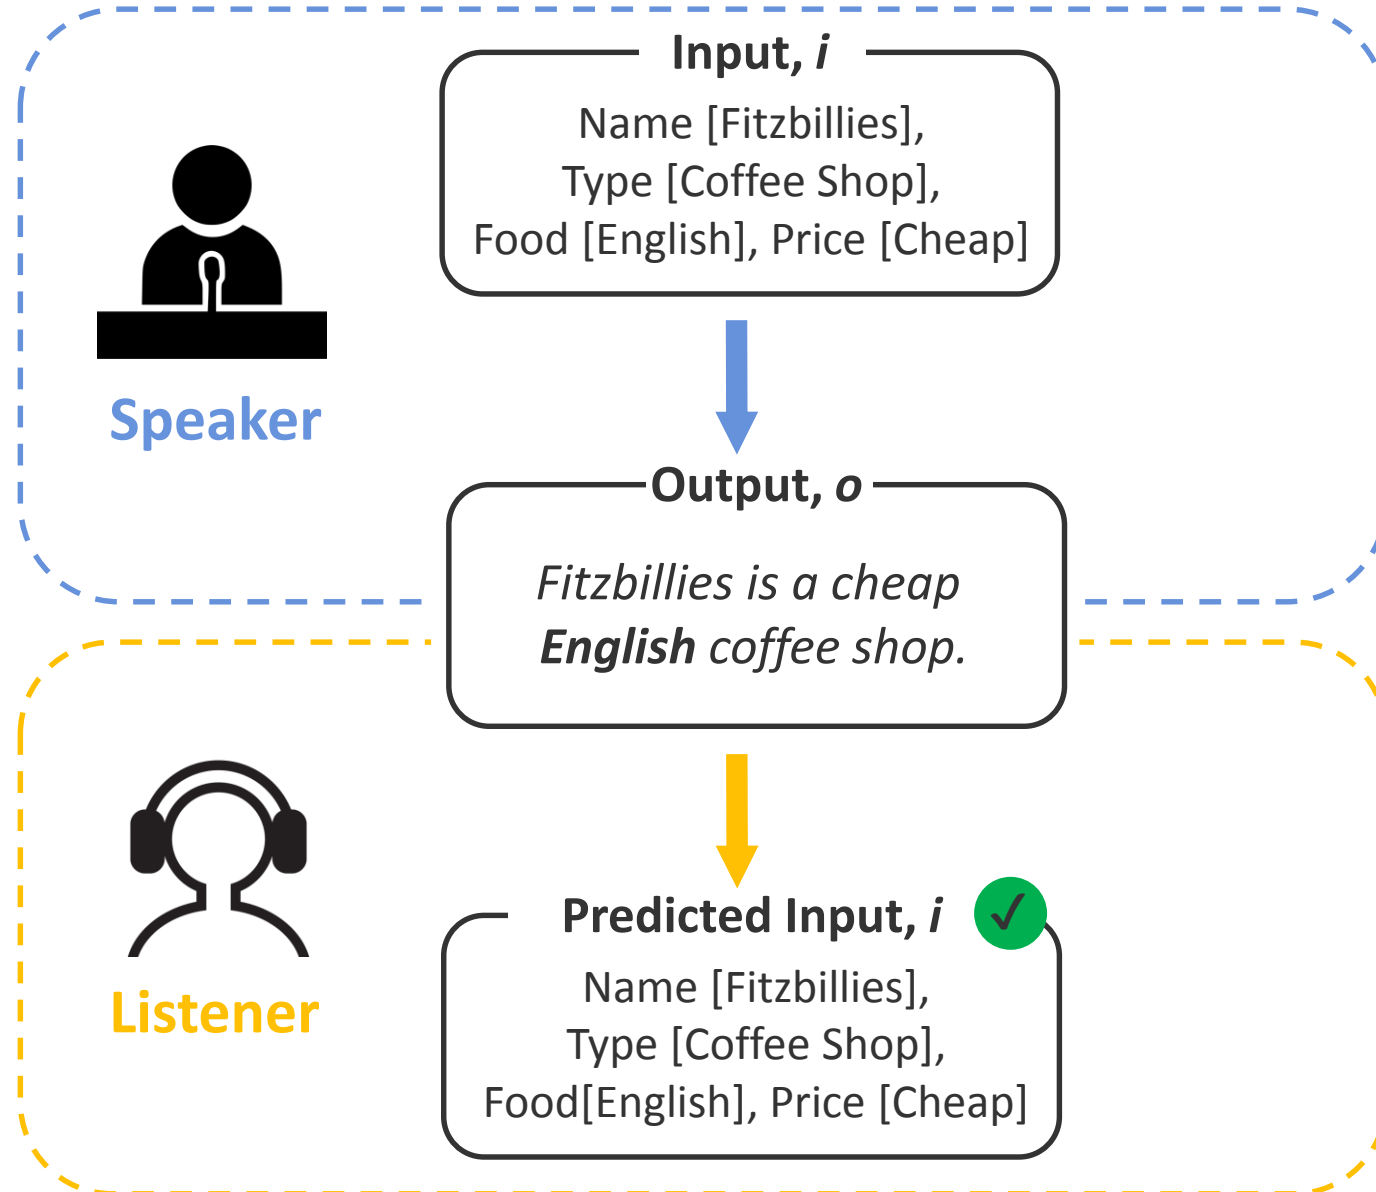 Input, i
Name [Fitzbillies],
Type [Coffee Shop],
Food [English], Price [Cheap]
Speaker
Output, o
Fitzbillies is a cheap
English coffee shop.
Predicted Input, i
Name [Fitzbillies],
Type [Coffee Shop],
Food[English], Price [Cheap]
Listener